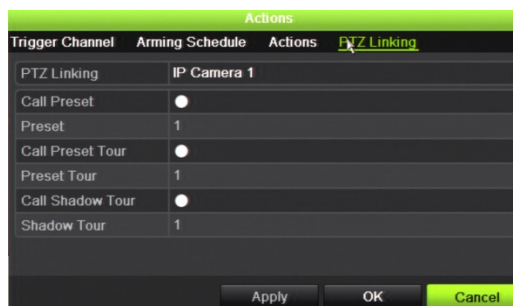 Actions
Trigger Channel Arming Schedule Actions PTZ Linking
PTZ Linking IP Camera 1
Call Preset
Preset 1
Call Preset Tour
Preset Tour 1
Call Shadow Tour
Shadow Tour 1
Apply OK Cancel